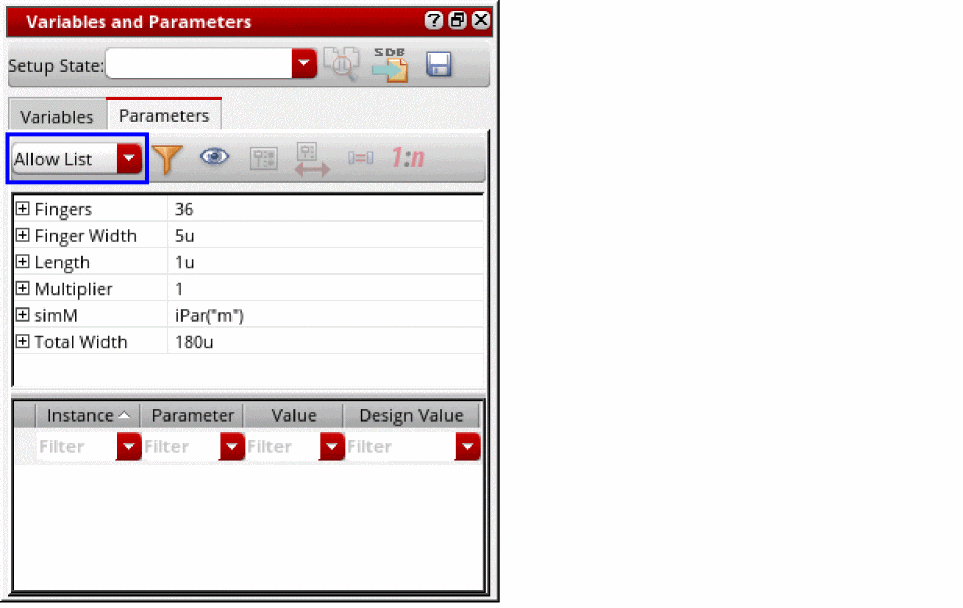 Variables and Parameters
Setup State:
SDB
Variables Parameters
Allow List 1:n
Fingers 36
Finger Width 5u
Length 1u
Multiplier 1
simM iPar("m")
Total Width 180u
Instance Parameter Value Design Value
Filter Filter Filter Filter